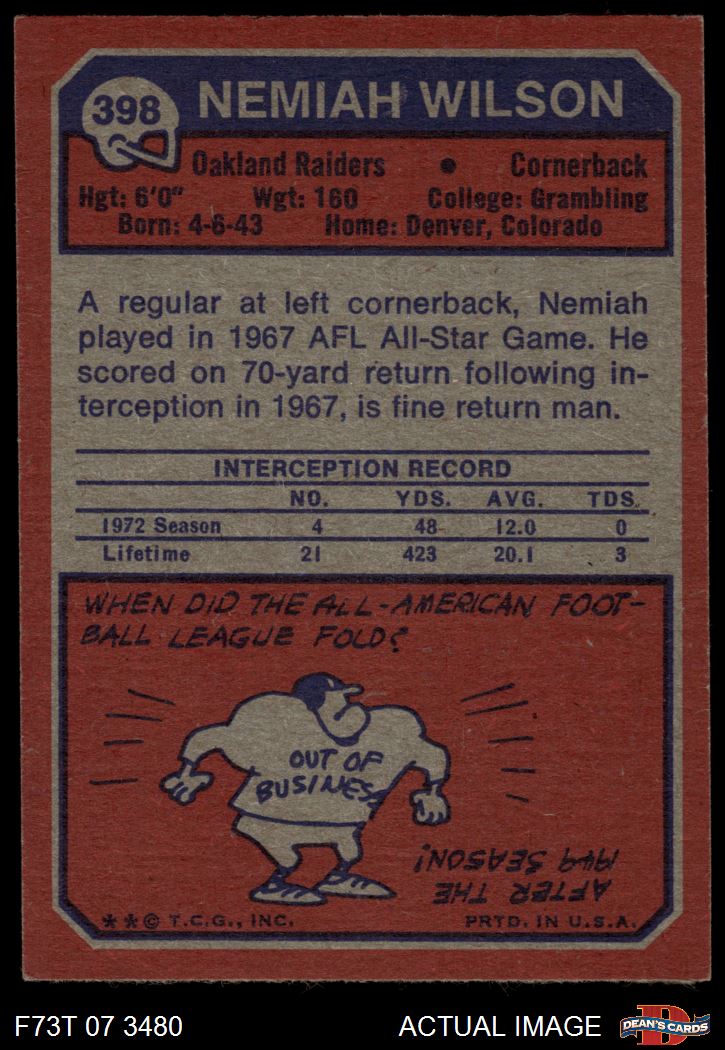 398
NEMIAH WILSON
Oakland Raiders • Cornerback
Hgt: 6'0" Wgt: 160 College: Grambling
Born: 4-6-43 Home: Denver, Colorado
A regular at left cornerback, Nemiah
played in 1967 AFL All-Star Game. He
scored on 70-yard return following in-
terception in 1967, is fine return man.
INTERCEPTION RECORD
NO. YDS. AVG. TDS.
1972 Season 4 48 12.0 0
Lifetime 21 423 20.1 3
WHEN DID THE ALL-AMERICAN FOOT-
BALL LEAGUE FOLD?
OUT OF
BUSINESS
AFTER THE
1949 SEASON!
**© T.C.G., INC. PRTD. IN U.S.A.
F73T 07 3480 ACTUAL IMAGE DEAN'S CARDS